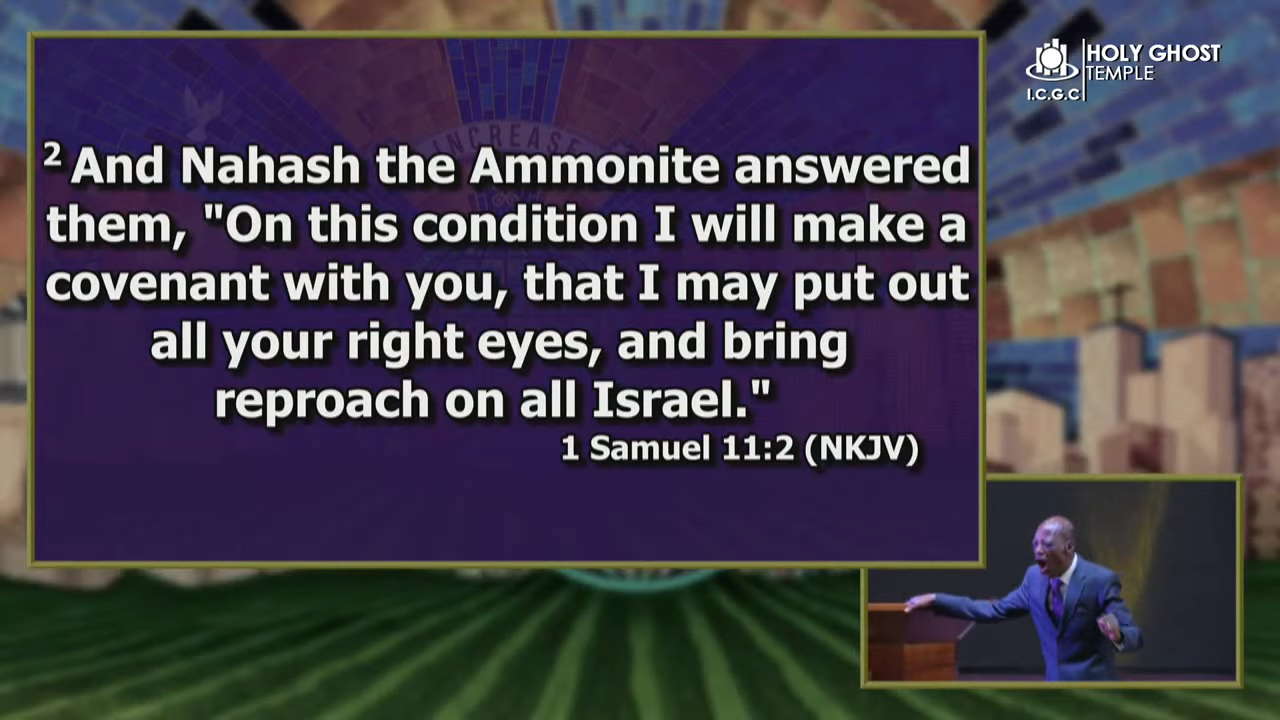 HOLY GHOST
TEMPLE
I.C.G.C
INCREASE
2 And Nahash the Ammonite answered
them, "On this condition I will make a
covenant with you, that I may put out
all your right eyes, and bring
reproach on all Israel."
1 Samuel 11:2 (NKJV)